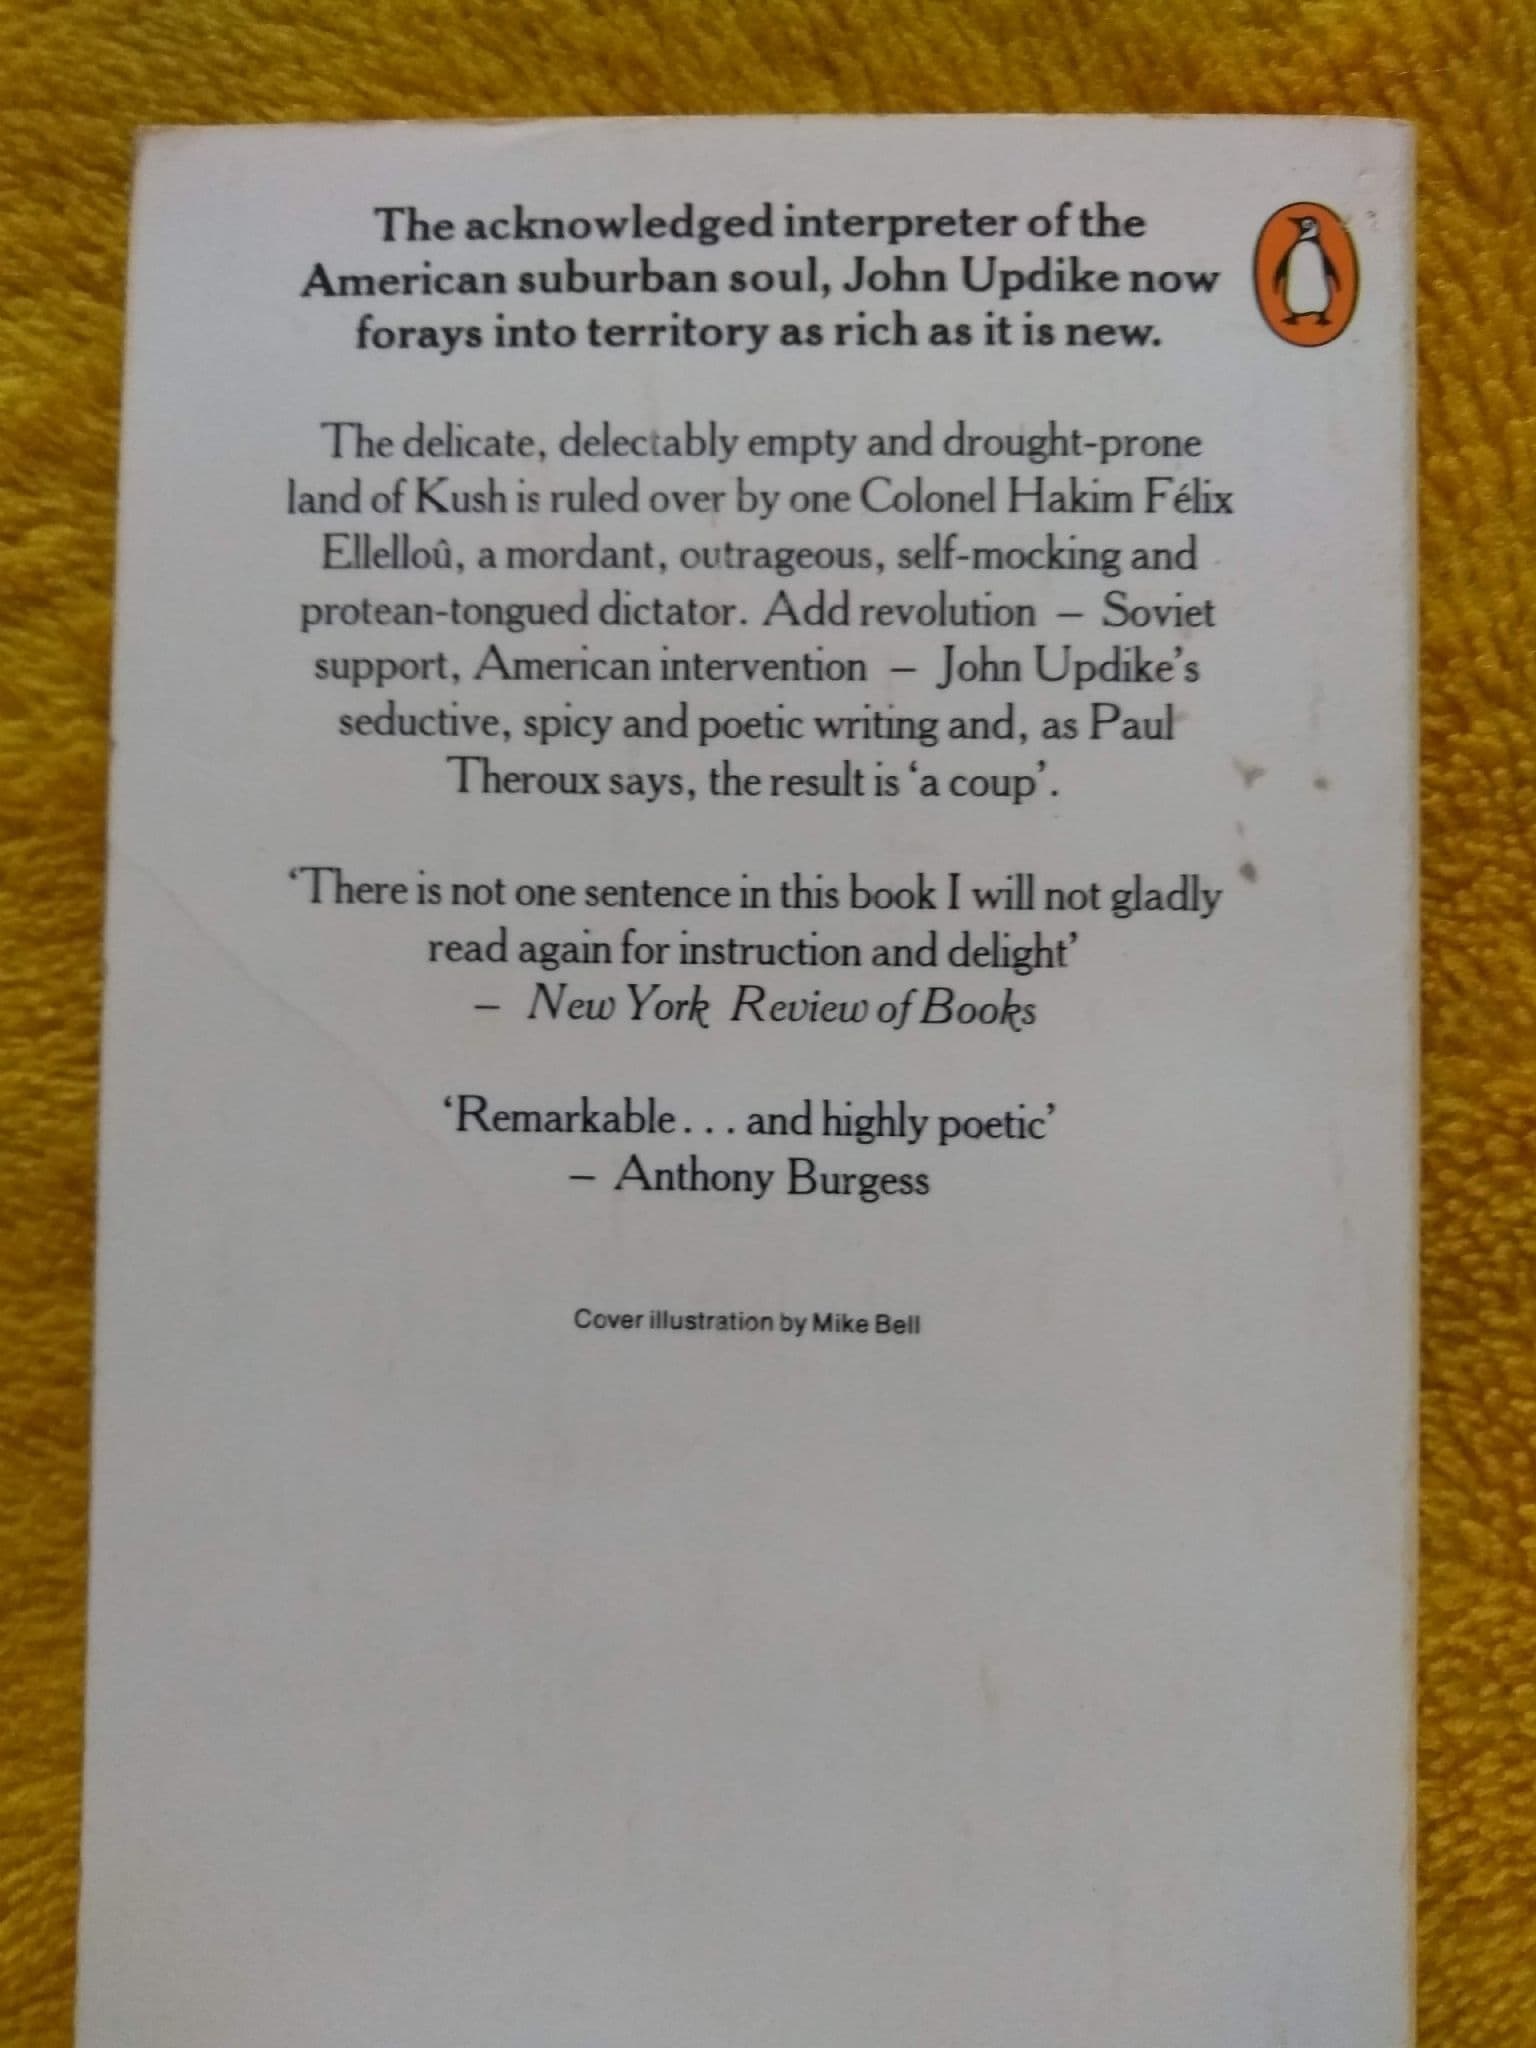 The acknowledged interpreter of the
American suburban soul, John Updike now
forays into territory as rich as it is new.
The delicate, delectably empty and drought-prone
land of Kush is ruled over by one Colonel Hakim Félix
Ellelloû, a mordant, outrageous, self-mocking and
protean-tongued dictator. Add revolution – Soviet
support, American intervention – John Updike’s
seductive, spicy and poetic writing and, as Paul
Theroux says, the result is ‘a coup’.
‘There is not one sentence in this book I will not gladly
read again for instruction and delight’
– New York Review of Books
‘Remarkable... and highly poetic’
– Anthony Burgess
Cover illustration by Mike Bell